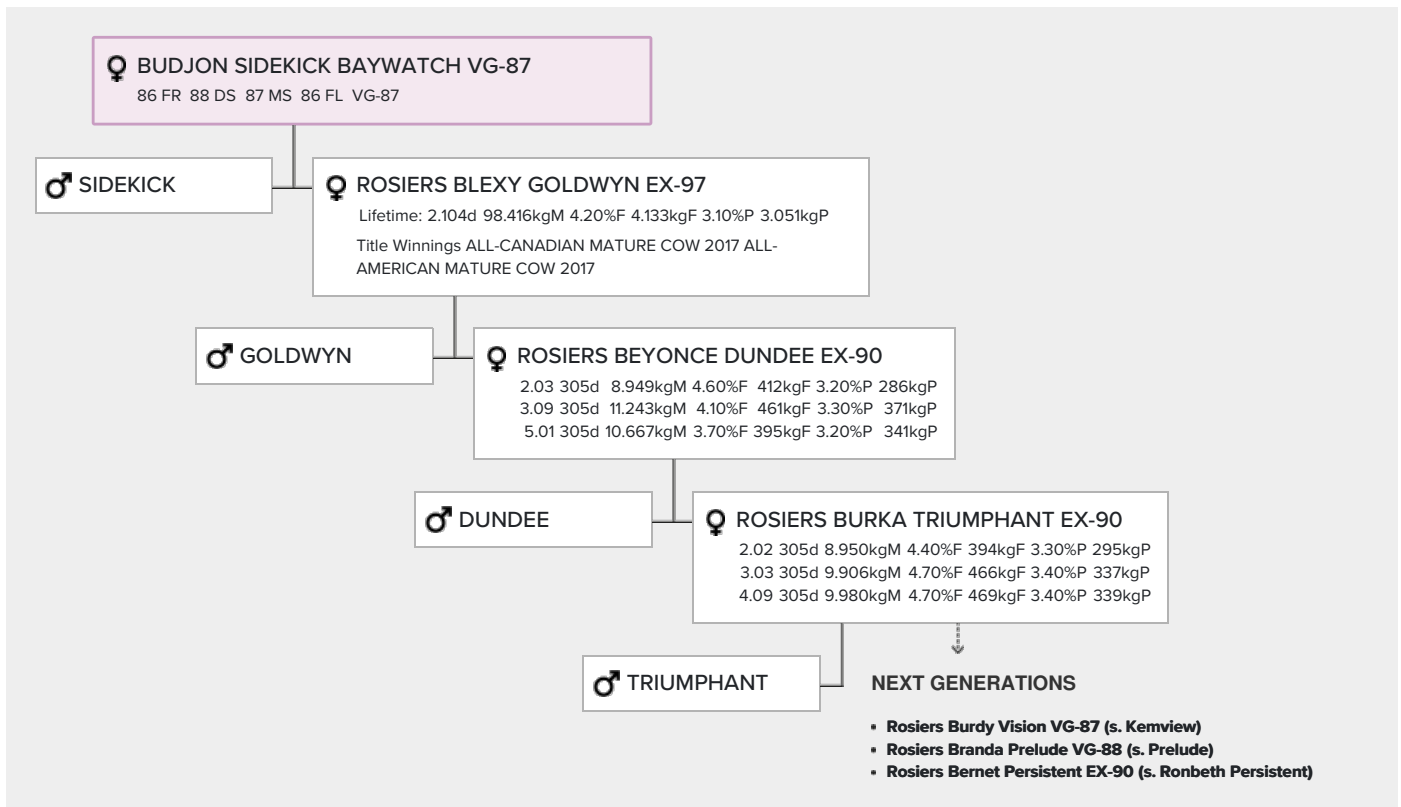 BUDJON SIDEKICK BAYWATCH VG-87
86 FR 88 DS 87 MS 86 FL VG-87
SIDEKICK
ROSIERS BLEXY GOLDWYN EX-97
Lifetime: 2.104d 98.416kgM 4.20%F 4.133kgF 3.10%P 3.051kgP
Title Winnings ALL-CANADIAN MATURE COW 2017 ALL-
AMERICAN MATURE COW 2017
GOLDWYN
ROSIERS BEYONCE DUNDEE EX-90
2.03 305d 8.949kgM 4.60%F 412kgF 3.20%P 286kgP
3.09 305d 11.243kgM 4.10%F 461kgF 3.30%P 371kgP
5.01 305d 10.667kgM 3.70%F 395kgF 3.20%P 341kgP
DUNDEE
ROSIERS BURKA TRIUMPHANT EX-90
2.02 305d 8.950kgM 4.40%F 394kgF 3.30%P 295kgP
3.03 305d 9.906kgM 4.70%F 466kgF 3.40%P 337kgP
4.09 305d 9.980kgM 4.70%F 469kgF 3.40%P 339kgP
TRIUMPHANT
NEXT GENERATIONS
• Rosiers Burdy Vision VG-87 (s. Kemview)
• Rosiers Branda Prelude VG-88 (s. Prelude)
• Rosiers Bernet Persistent EX-90 (s. Ronbeth Persistent)